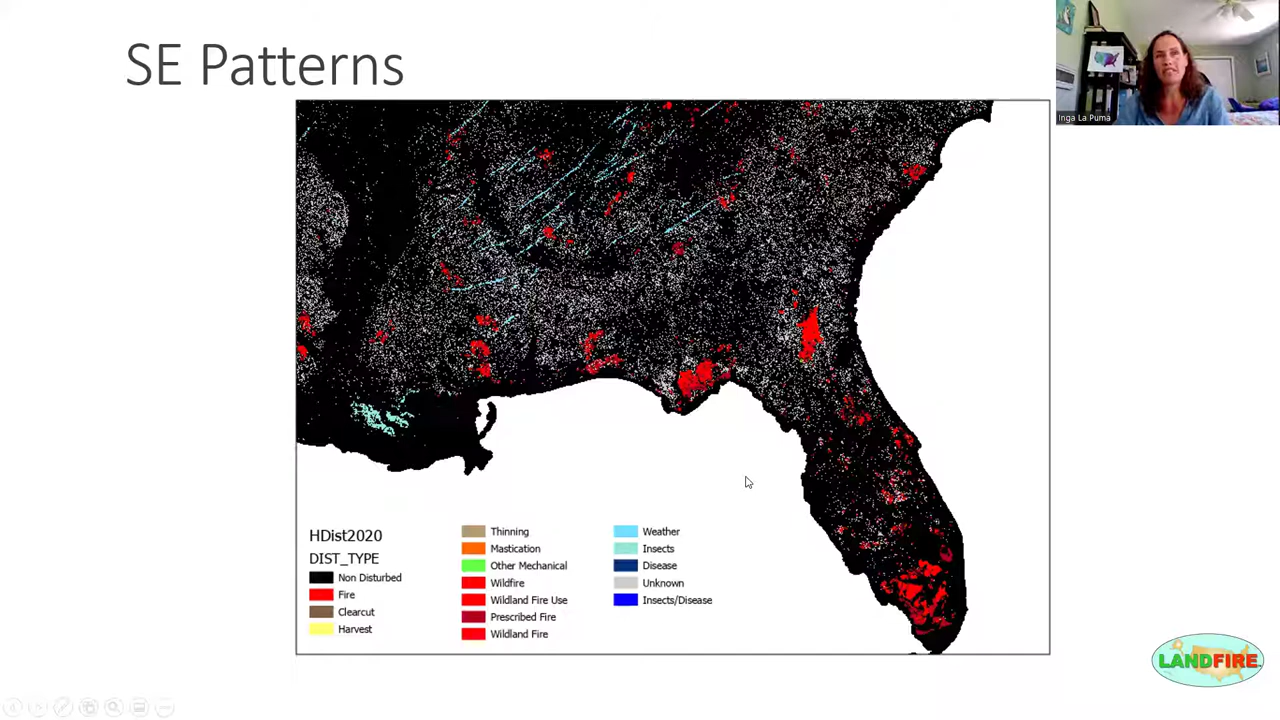 SE Patterns
Inga La Puma
HDist2020
DIST_TYPE
Non Disturbed
Fire
Clearcut
Harvest
Thinning
Mastication
Other Mechanical
Wildfire
Wildland Fire Use
Prescribed Fire
Wildland Fire
Weather
Insects
Disease
Unknown
Insects/Disease
LANDFIRE